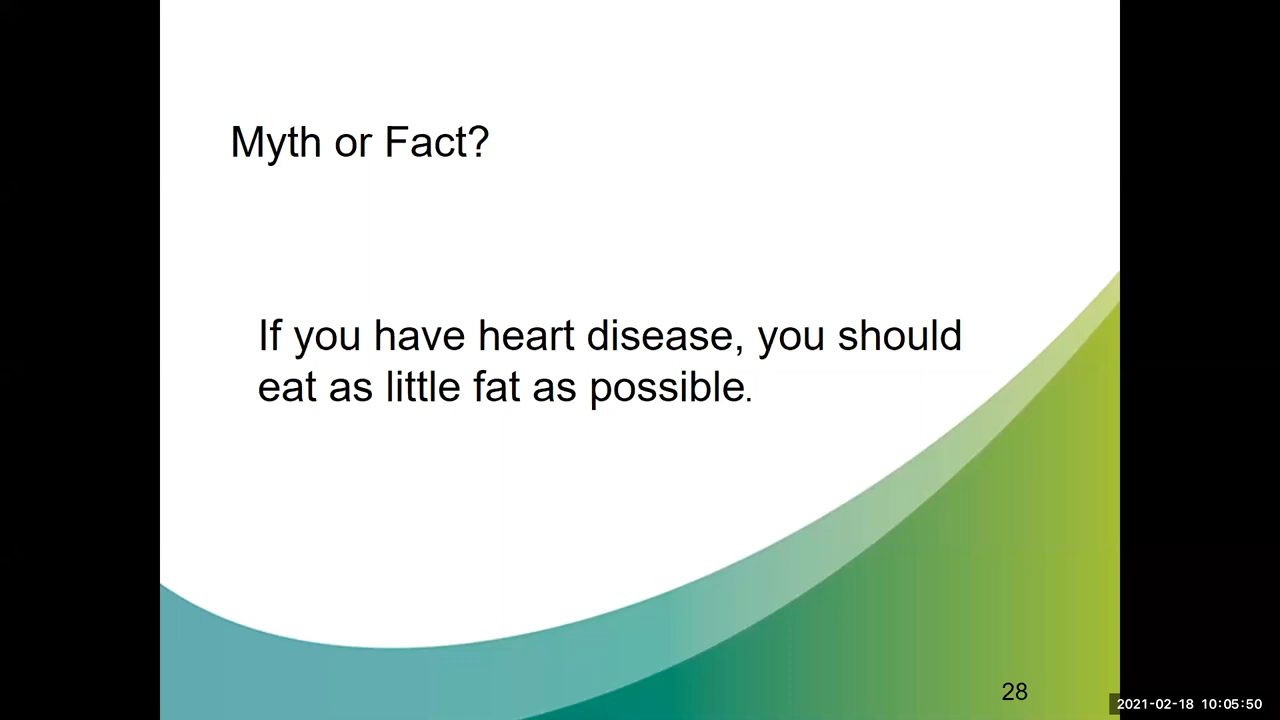 Myth or Fact?
If you have heart disease, you should
eat as little fat as possible.
28
2021-02-18 10:05:50